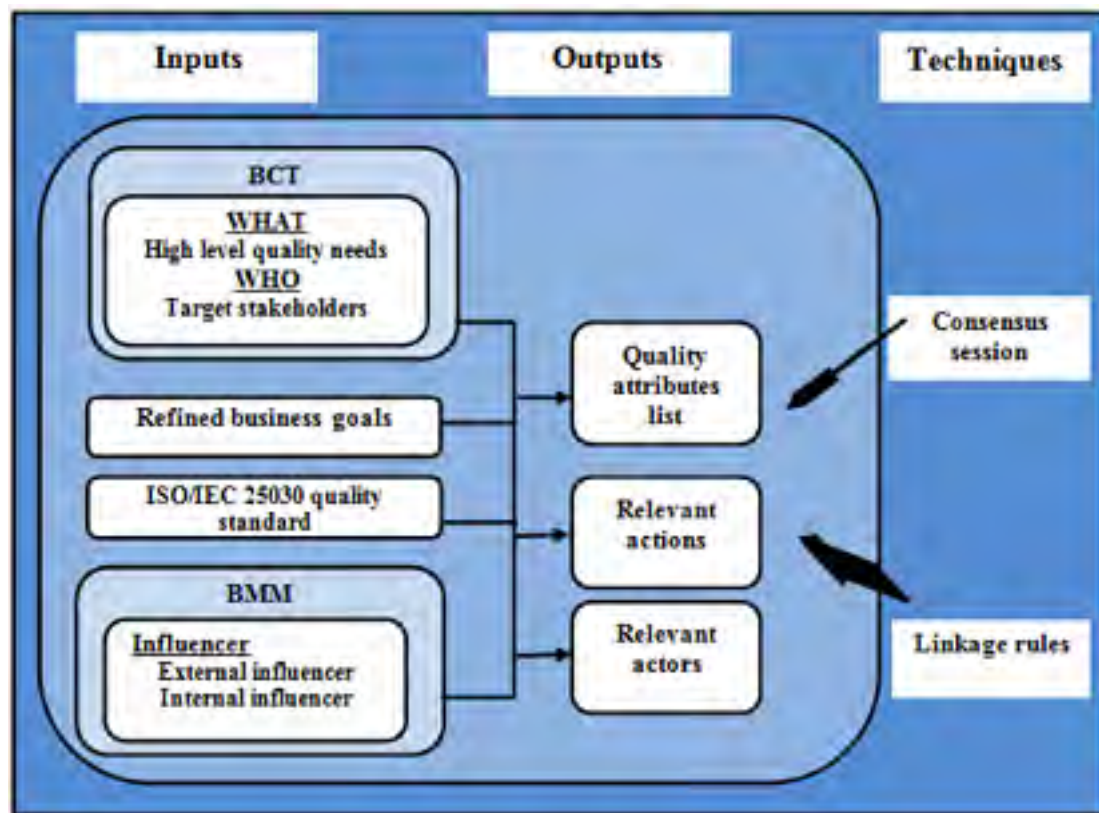 Inputs
Outputs
Techniques
BCT
WHAT
High level quality needs
WHO
Target stakeholders
Refined business goals
ISO/IEC 25030 quality
standard
BMM
Influencer
External influencer
Internal influencer
Quality
attributes
list
Relevant
actions
Relevant
actors
Consensus
session
Linkage rules